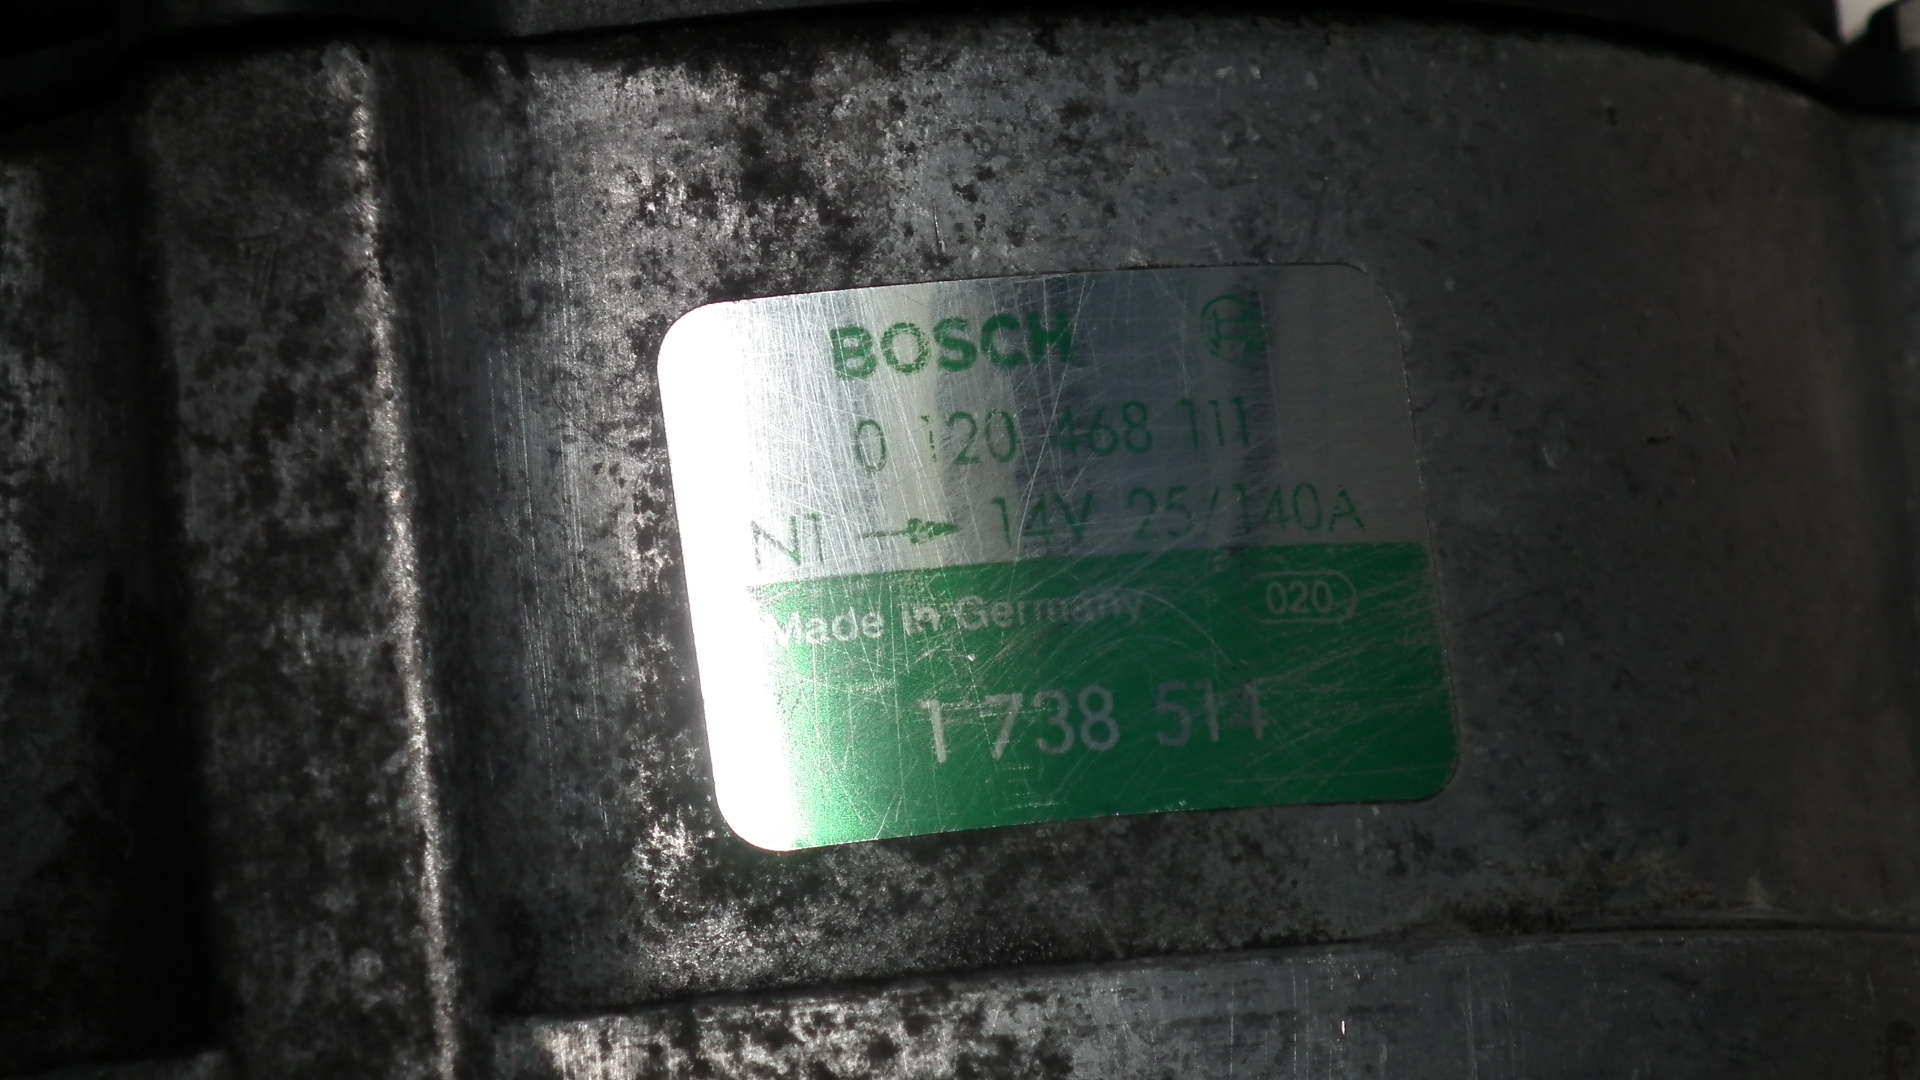 BOSCH
0 120 468 111
N1 → 14V 25/140A
Made in Germany 020
1 738 514